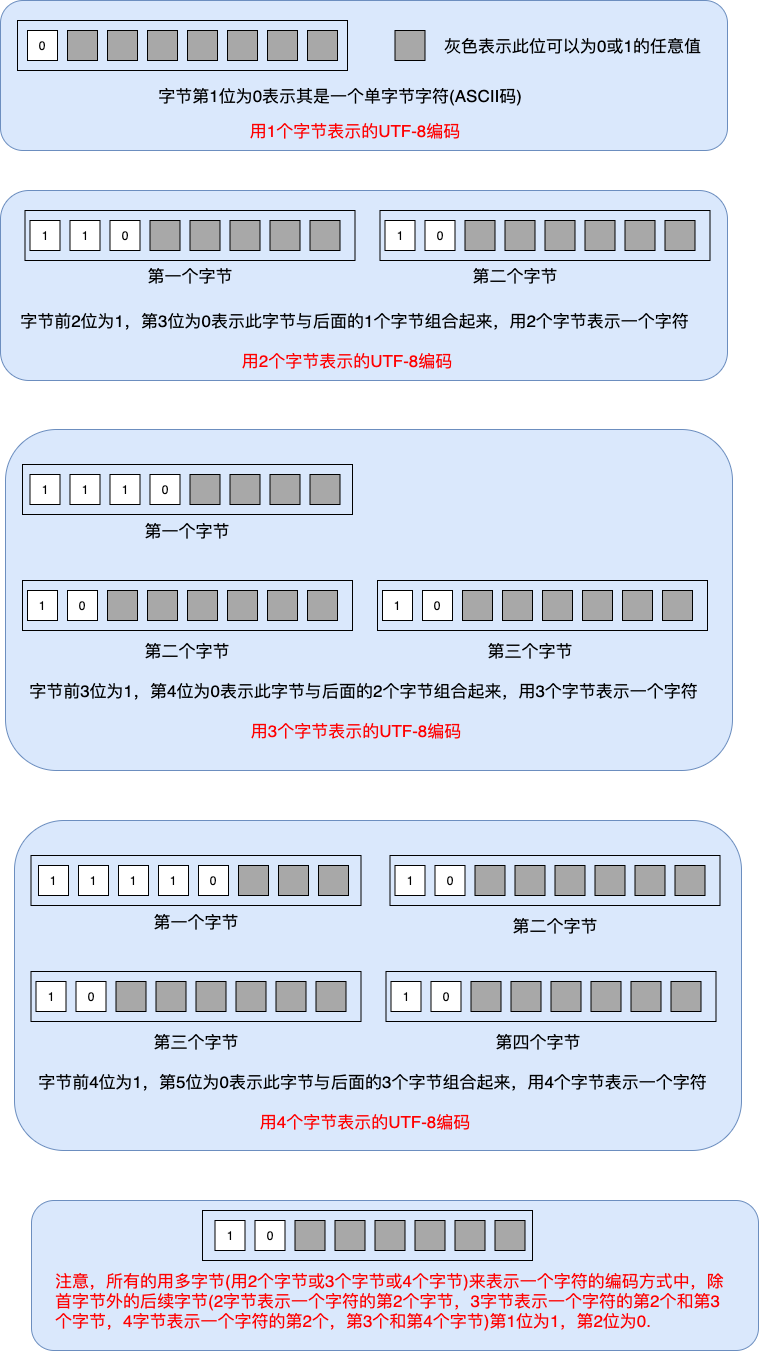 0
灰色表示此位可以为0或1的任意值
字节第1位为0表示其是一个单字节字符(ASCII码)
用1个字节表示的UTF-8编码
1 1 0
1 0
第一个字节
第二个字节
字节前2位为1，第3位为0表示此字节与后面的1个字节组合起来，用2个字节表示一个字符
用2个字节表示的UTF-8编码
1 1 1 0
第一个字节
1 0
1 0
第二个字节
第三个字节
字节前3位为1，第4位为0表示此字节与后面的2个字节组合起来，用3个字节表示一个字符
用3个字节表示的UTF-8编码
1 1 1 1 0
1 0
第一个字节
第二个字节
1 0
1 0
第三个字节
第四个字节
字节前4位为1，第5位为0表示此字节与后面的3个字节组合起来，用4个字节表示一个字符
用4个字节表示的UTF-8编码
1 0
注意，所有的用多字节(用2个字节或3个字节或4个字节)来表示一个字符的编码方式中，除
首字节外的后续字节(2字节表示一个字符的第2个字节，3字节表示一个字符的第2个和第3
个字节，4字节表示一个字符的第2个，第3个和第4个字节)第1位为1，第2位为0.